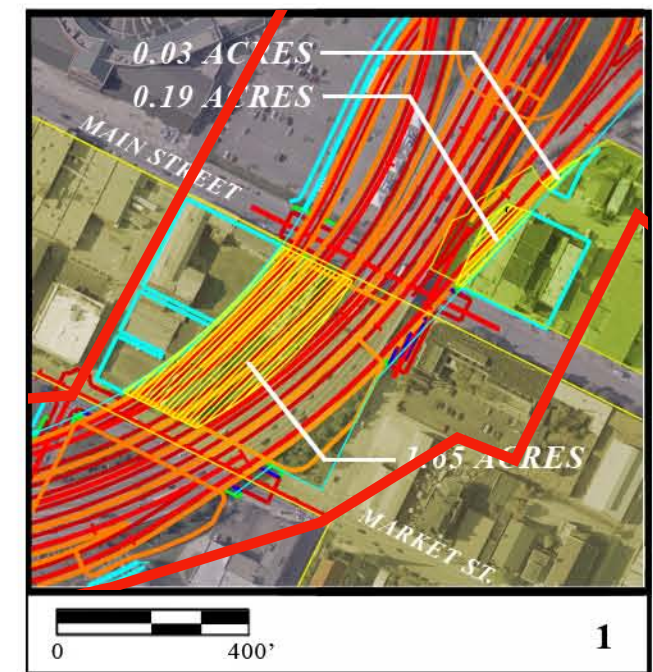 0.03 ACRES
0.19 ACRES
MAIN STREET
1.65 ACRES
MARKET ST.
0 400’
1